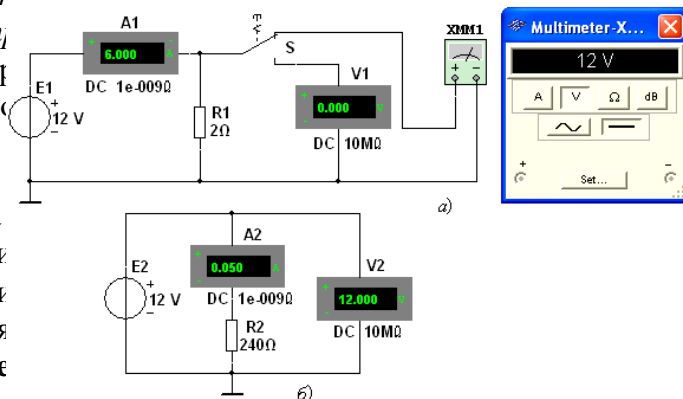 A1
6.000 A
DC 1e-009Ω
E1
12 V
R1
2Ω
S
V1
0.000 V
DC 10MΩ
XMM1
+ −
Multimeter-X...
12 V
A V Ω dB
+ −
Set...
а)
A2
0.050 A
DC 1e-009Ω
E2
12 V
R2
240Ω
V2
12.000 V
DC 10MΩ
б)